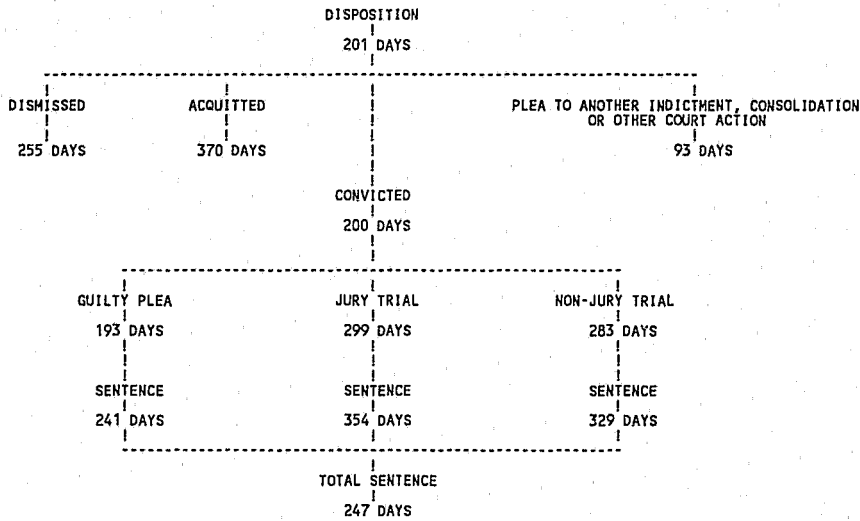 DISPOSITION
201 DAYS
DISMISSED ACQUITTED PLEA TO ANOTHER INDICTMENT, CONSOLIDATION
OR OTHER COURT ACTION
255 DAYS 370 DAYS 93 DAYS
CONVICTED
200 DAYS
GUILTY PLEA JURY TRIAL NON-JURY TRIAL
193 DAYS 299 DAYS 283 DAYS
SENTENCE SENTENCE SENTENCE
241 DAYS 354 DAYS 329 DAYS
TOTAL SENTENCE
247 DAYS